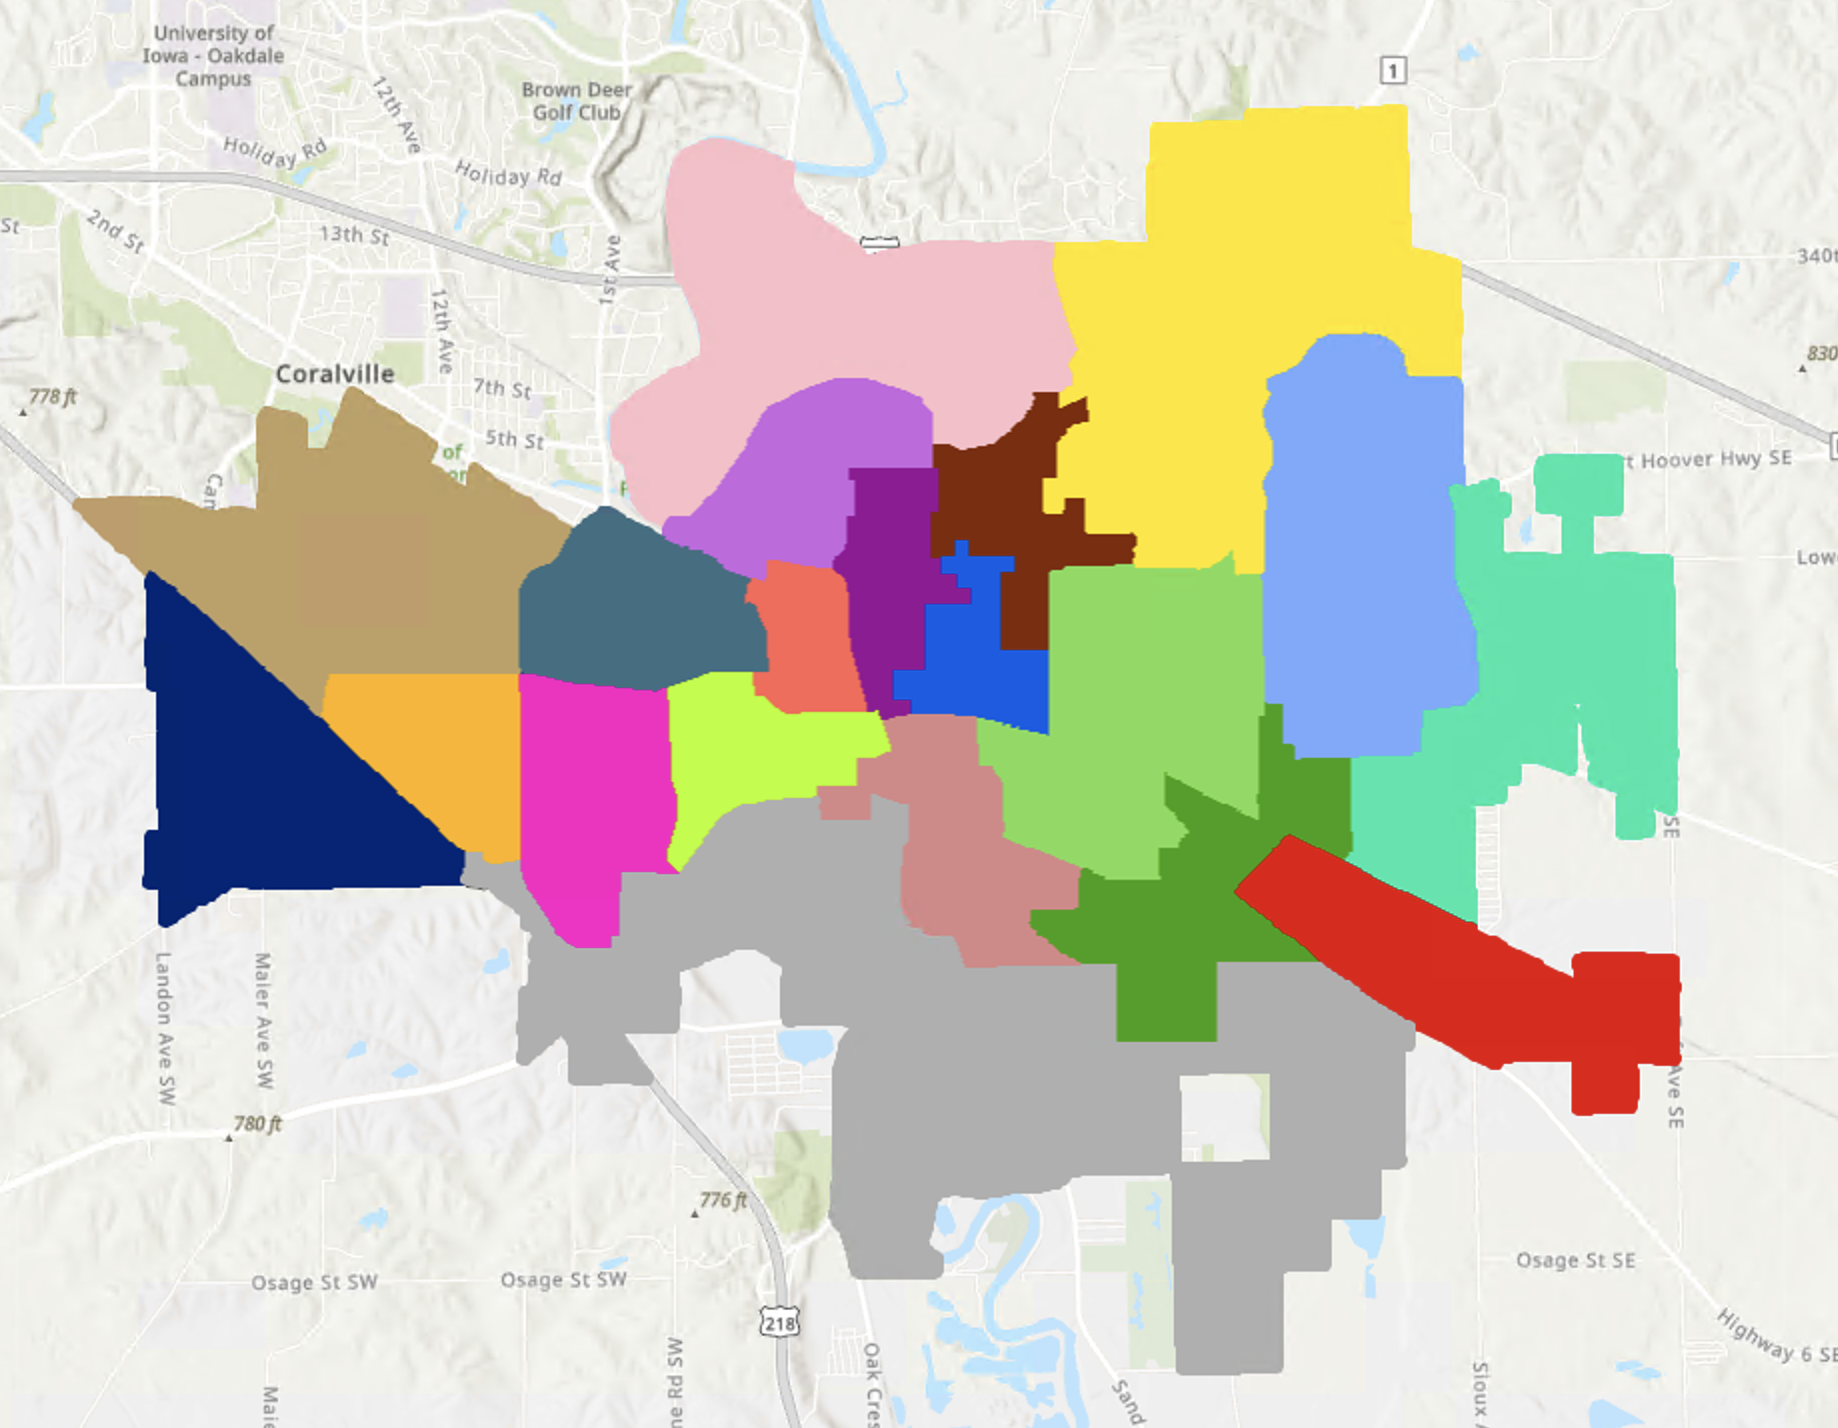 University of
Iowa - Oakdale
Campus
12th Ave
Brown Deer
Golf Club
1
Holiday Rd
Holiday Rd
St
2nd St
13th St
1st Ave
340t
12th Ave
Coralville
7th St
778 ft
830
5th St
of
Hoover Hwy SE
Low
SE
Landon Ave SW
Maier Ave SW
Ave SE
780 ft
776 ft
Osage St SW
Osage St SW
Osage St SE
218
Highway 6 SE
Rd SW
Oak Cres
Sand
Sioux
Maie